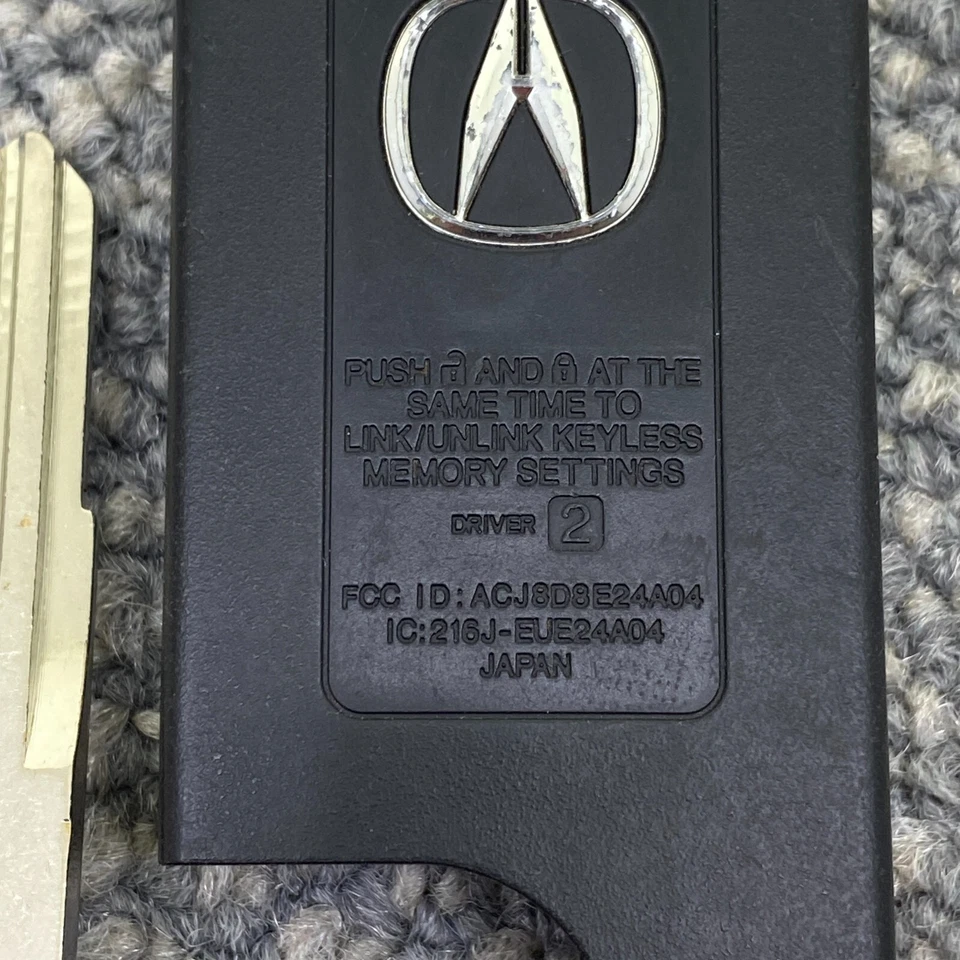 PUSH 🔓 AND 🔒 AT THE
SAME TIME TO
LINK/UNLINK KEYLESS
MEMORY SETTINGS
DRIVER 2
FCC ID: ACJ8D8E24A04
IC:216J-EUE24A04
JAPAN